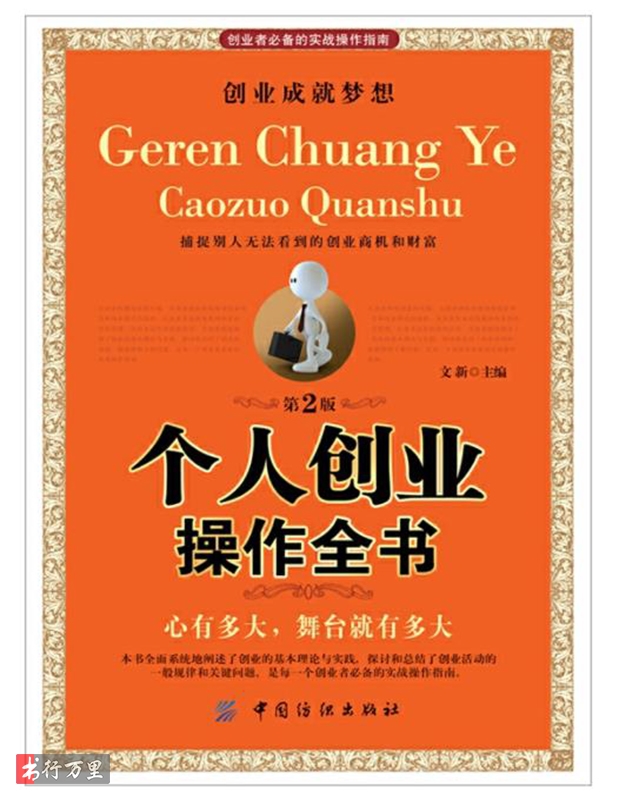 创业者必备的实战操作指南
创业成就梦想
Geren Chuang Ye
Caozuo Quanshu
捕捉别人无法看到的创业商机和财富
文新◎主编
第2版
个人创业
操作全书
心有多大，舞台就有多大
本书全面系统地阐述了创业的基本理论与实践，探讨和总结了创业活动的
一般规律和关键问题，是每一个创业者必备的实战操作指南。
中国纺织出版社
书行万里